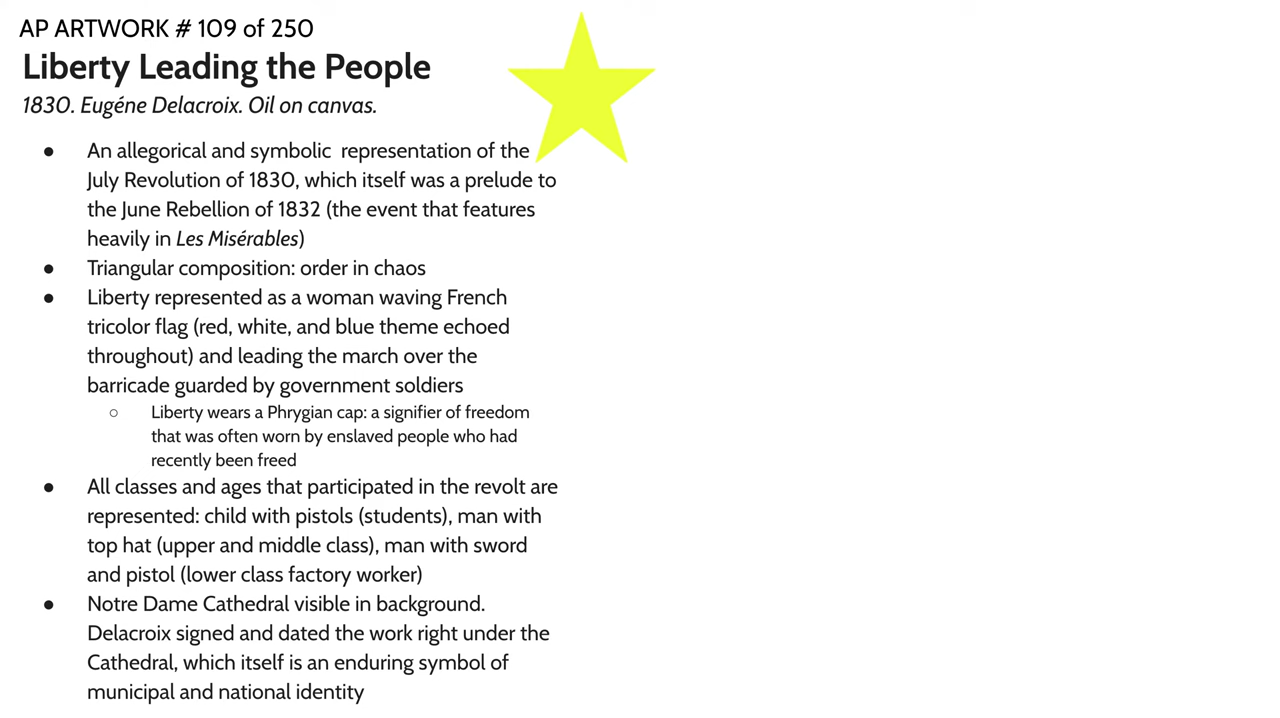 AP ARTWORK # 109 of 250
Liberty Leading the People
1830. Eugéne Delacroix. Oil on canvas.
● An allegorical and symbolic representation of the
July Revolution of 1830, which itself was a prelude to
the June Rebellion of 1832 (the event that features
heavily in Les Misérables)
● Triangular composition: order in chaos
● Liberty represented as a woman waving French
tricolor flag (red, white, and blue theme echoed
throughout) and leading the march over the
barricade guarded by government soldiers
○ Liberty wears a Phrygian cap: a signifier of freedom
that was often worn by enslaved people who had
recently been freed
● All classes and ages that participated in the revolt are
represented: child with pistols (students), man with
top hat (upper and middle class), man with sword
and pistol (lower class factory worker)
● Notre Dame Cathedral visible in background.
Delacroix signed and dated the work right under the
Cathedral, which itself is an enduring symbol of
municipal and national identity